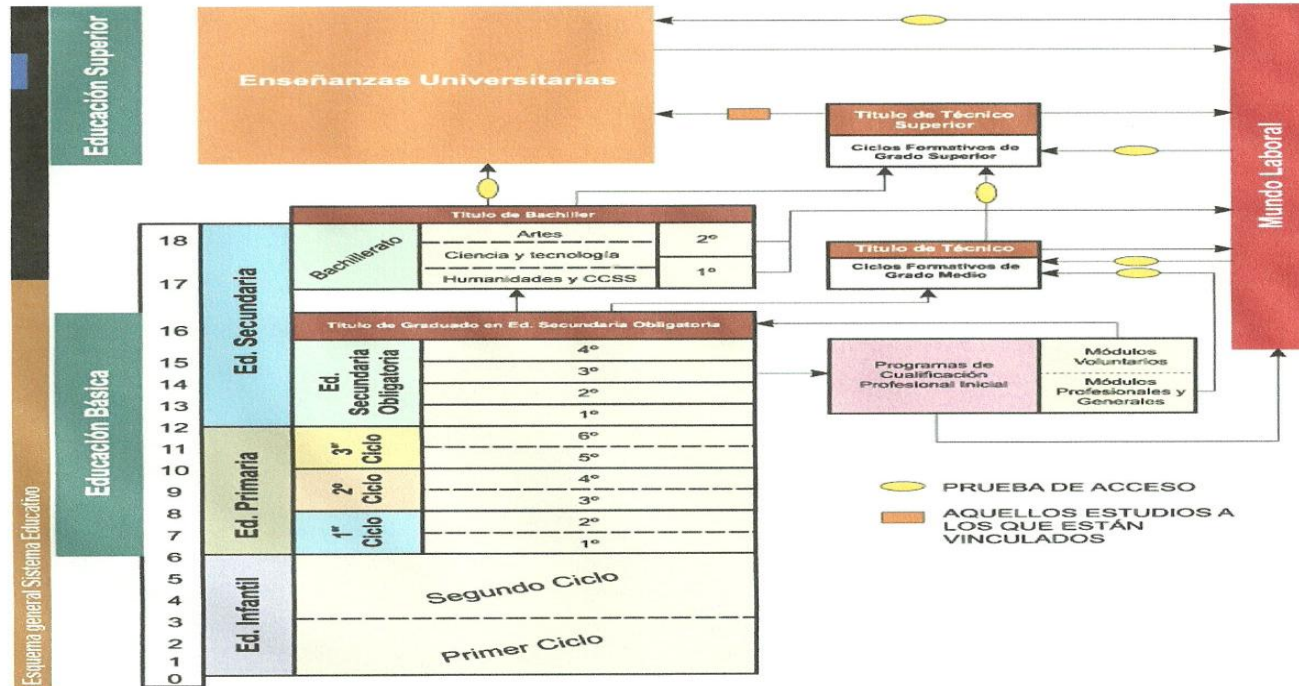 Esquema general Sistema Educativo
Educación Superior
Enseñanzas Universitarias
Título de Técnico
Superior
Ciclos Formativos de
Grado Superior
Mundo Laboral
Título de Bachiller
Bachillerato
Artes
Ciencia y tecnología
Humanidades y CCSS
2º
1º
Título de Técnico
Ciclos Formativos de
Grado Medio
Educación Básica
18
17
16
15
14
13
12
11
10
9
8
7
6
5
4
3
2
1
0
Ed. Secundaria
Título de Graduado en Ed. Secundaria Obligatoria
Ed.
Secundaria
Obligatoria
4º
3º
2º
1º
Programas de
Cualificación
Profesional Inicial
Módulos
Voluntarios
Módulos
Profesionales y
Generales
Ed. Primaria
3er
Ciclo
6º
5º
2º
Ciclo
4º
3º
1er
Ciclo
2º
1º
Ed. Infantil
Segundo Ciclo
Primer Ciclo
PRUEBA DE ACCESO
AQUELLOS ESTUDIOS A
LOS QUE ESTÁN
VINCULADOS